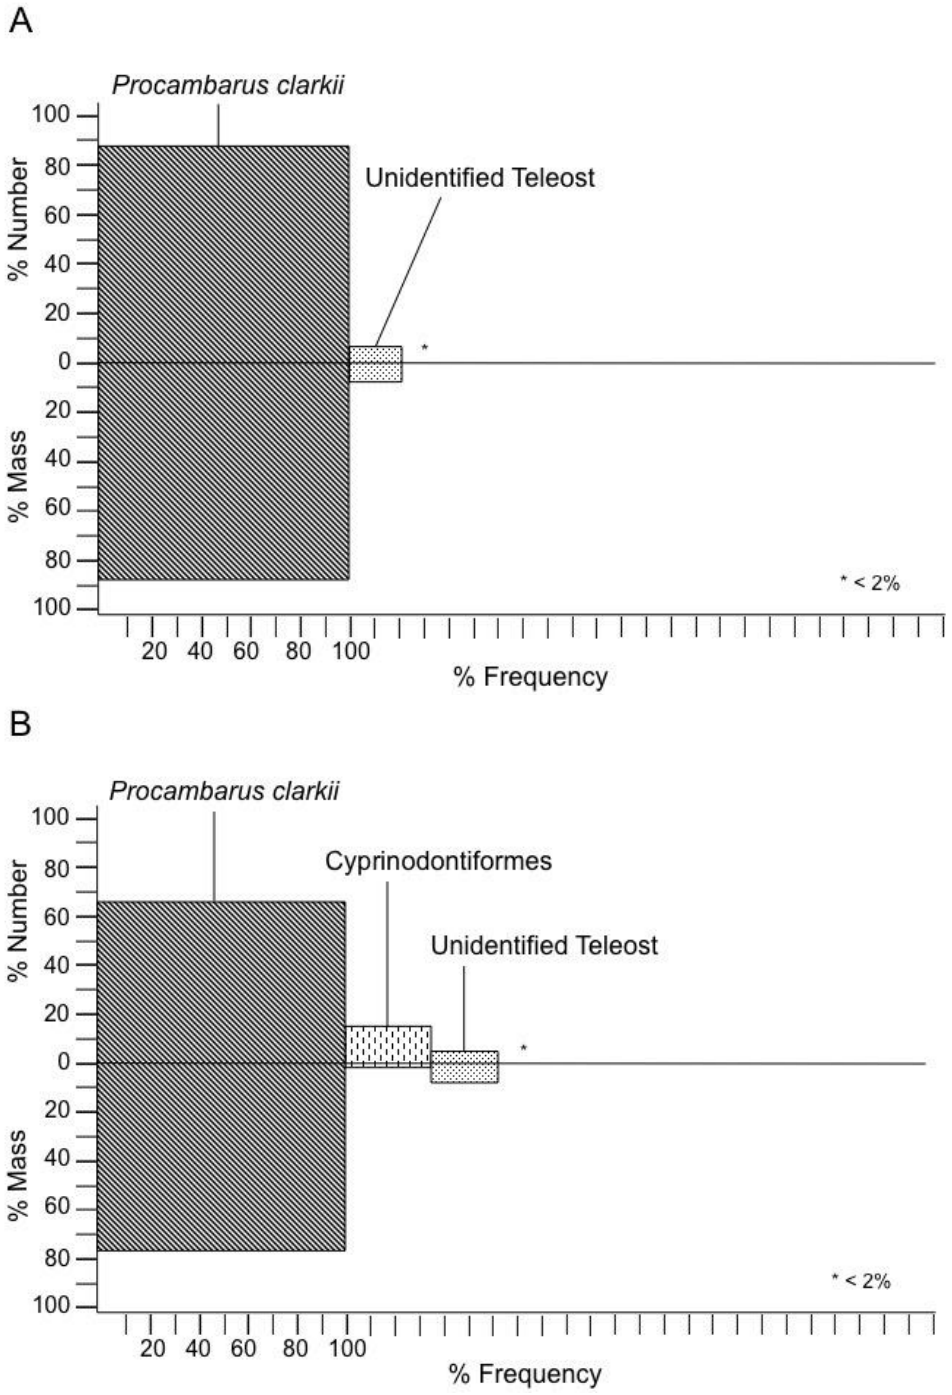 A
Procambarus clarkii
100
Unidentified Teleost
80
60
40
20
0
20
40
60
80
100
% Number
% Mass
*
* < 2%
20 40 60 80 100
% Frequency
B
Procambarus clarkii
100
Cyprinodontiformes
80
Unidentified Teleost
60
40
20
0
20
40
60
80
100
% Number
% Mass
*
* < 2%
20 40 60 80 100
% Frequency